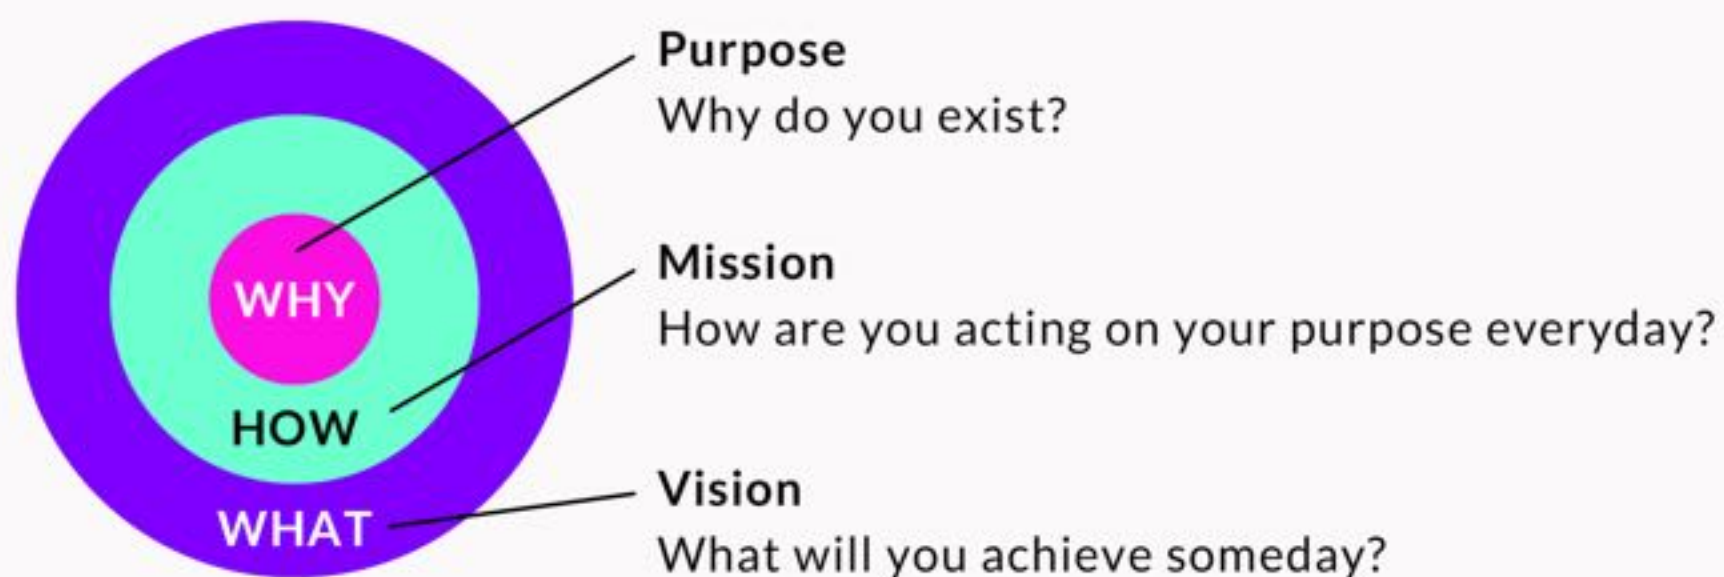 WHY
HOW
WHAT
Purpose
Why do you exist?
Mission
How are you acting on your purpose everyday?
Vision
What will you achieve someday?